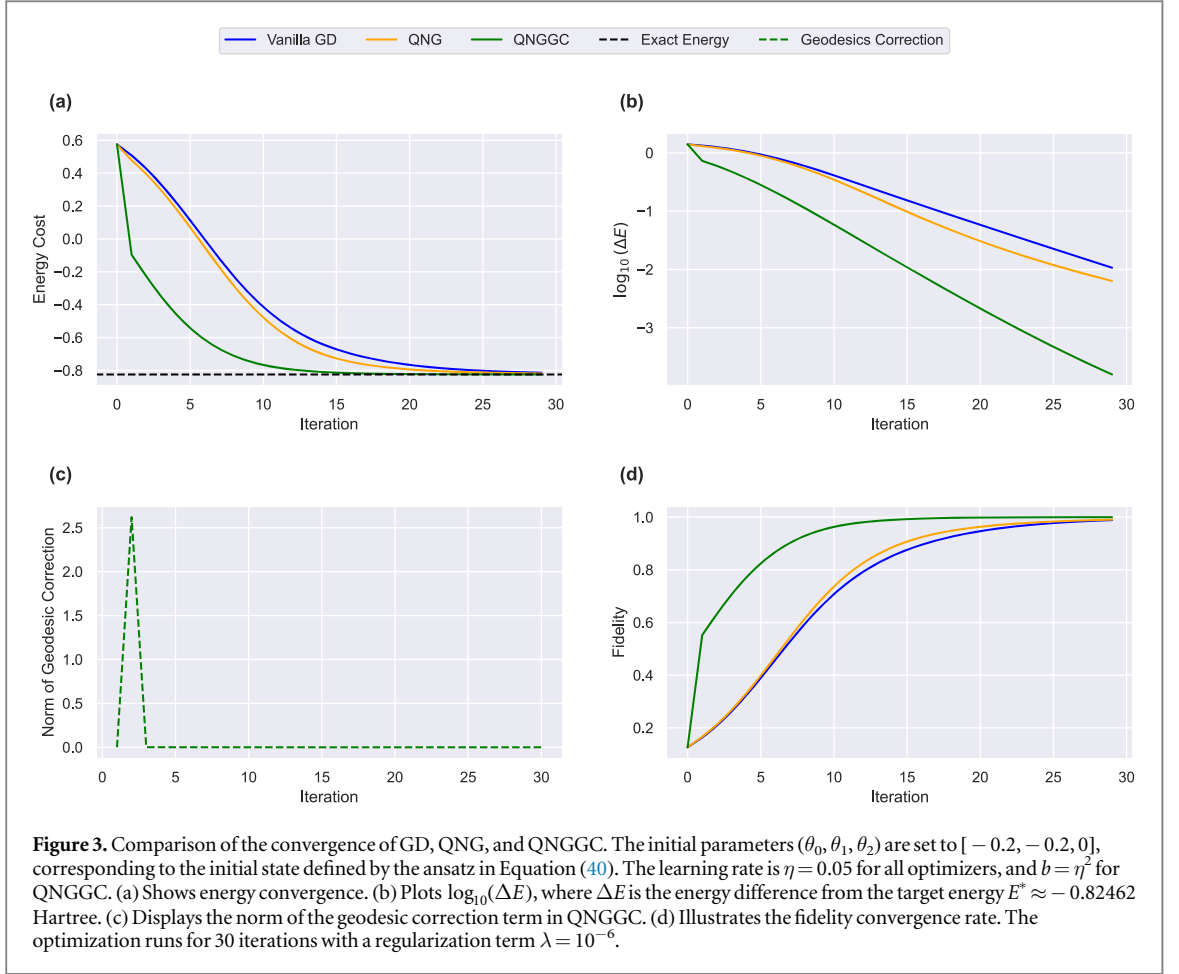 Vanilla GD QNG QNGGC Exact Energy Geodesics Correction
(a)
0.6
0.4
0.2
0.0
−0.2
−0.4
−0.6
−0.8
Energy Cost
0 5 10 15 20 25 30
Iteration
(b)
0
−1
−2
−3
log10(ΔE)
0 5 10 15 20 25 30
Iteration
(c)
2.5
2.0
1.5
1.0
0.5
0.0
Norm of Geodesic Correction
0 5 10 15 20 25 30
Iteration
(d)
1.0
0.8
0.6
0.4
0.2
Fidelity
0 5 10 15 20 25 30
Iteration
Figure 3. Comparison of the convergence of GD, QNG, and QNGGC. The initial parameters (θ₀, θ₁, θ₂) are set to [ − 0.2, − 0.2, 0],
corresponding to the initial state defined by the ansatz in Equation (40). The learning rate is η = 0.05 for all optimizers, and b = η² for
QNGGC. (a) Shows energy convergence. (b) Plots log₁₀(ΔE), where ΔE is the energy difference from the target energy E* ≈ − 0.82462
Hartree. (c) Displays the norm of the geodesic correction term in QNGGC. (d) Illustrates the fidelity convergence rate. The
optimization runs for 30 iterations with a regularization term λ = 10⁻⁶.